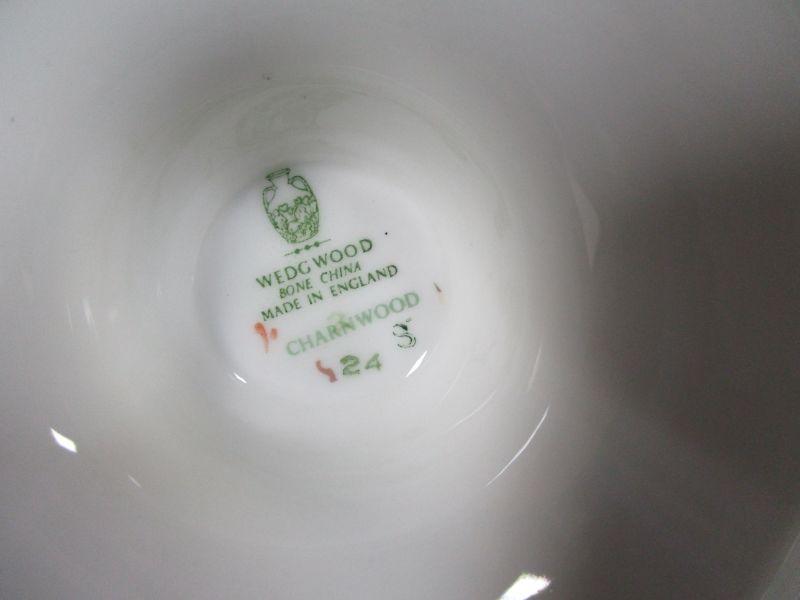 WEDGWOOD
BONE CHINA
MADE IN ENGLAND
CHARNWOOD
S
24